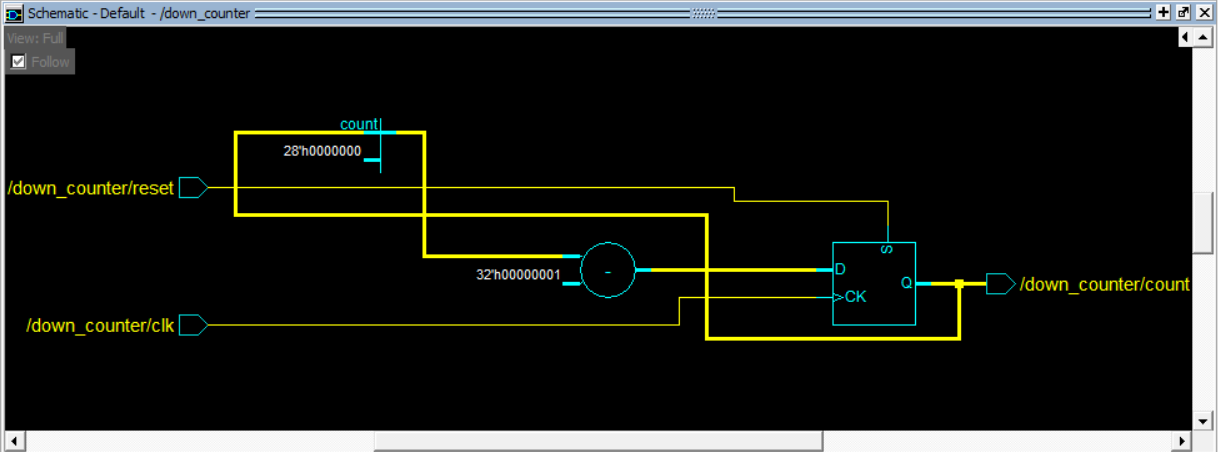 Schematic - Default - /down_counter
View: Full
Follow
count
28'h0000000
/down_counter/reset
S
32'h00000001
-
D
Q
/down_counter/count
>CK
/down_counter/clk